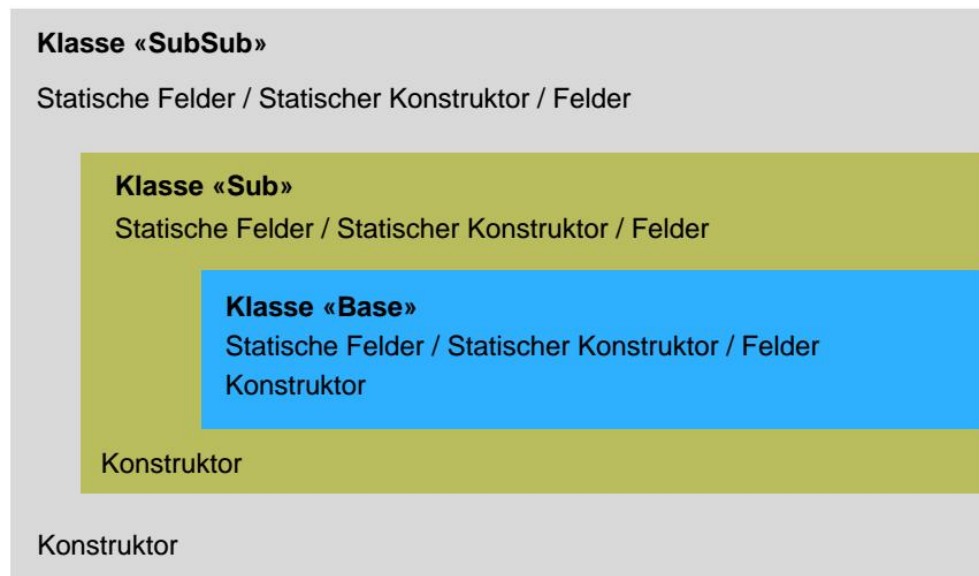 Klasse «SubSub»
Statische Felder / Statischer Konstruktor / Felder
Klasse «Sub»
Statische Felder / Statischer Konstruktor / Felder
Klasse «Base»
Statische Felder / Statischer Konstruktor / Felder
Konstruktor
Konstruktor
Konstruktor